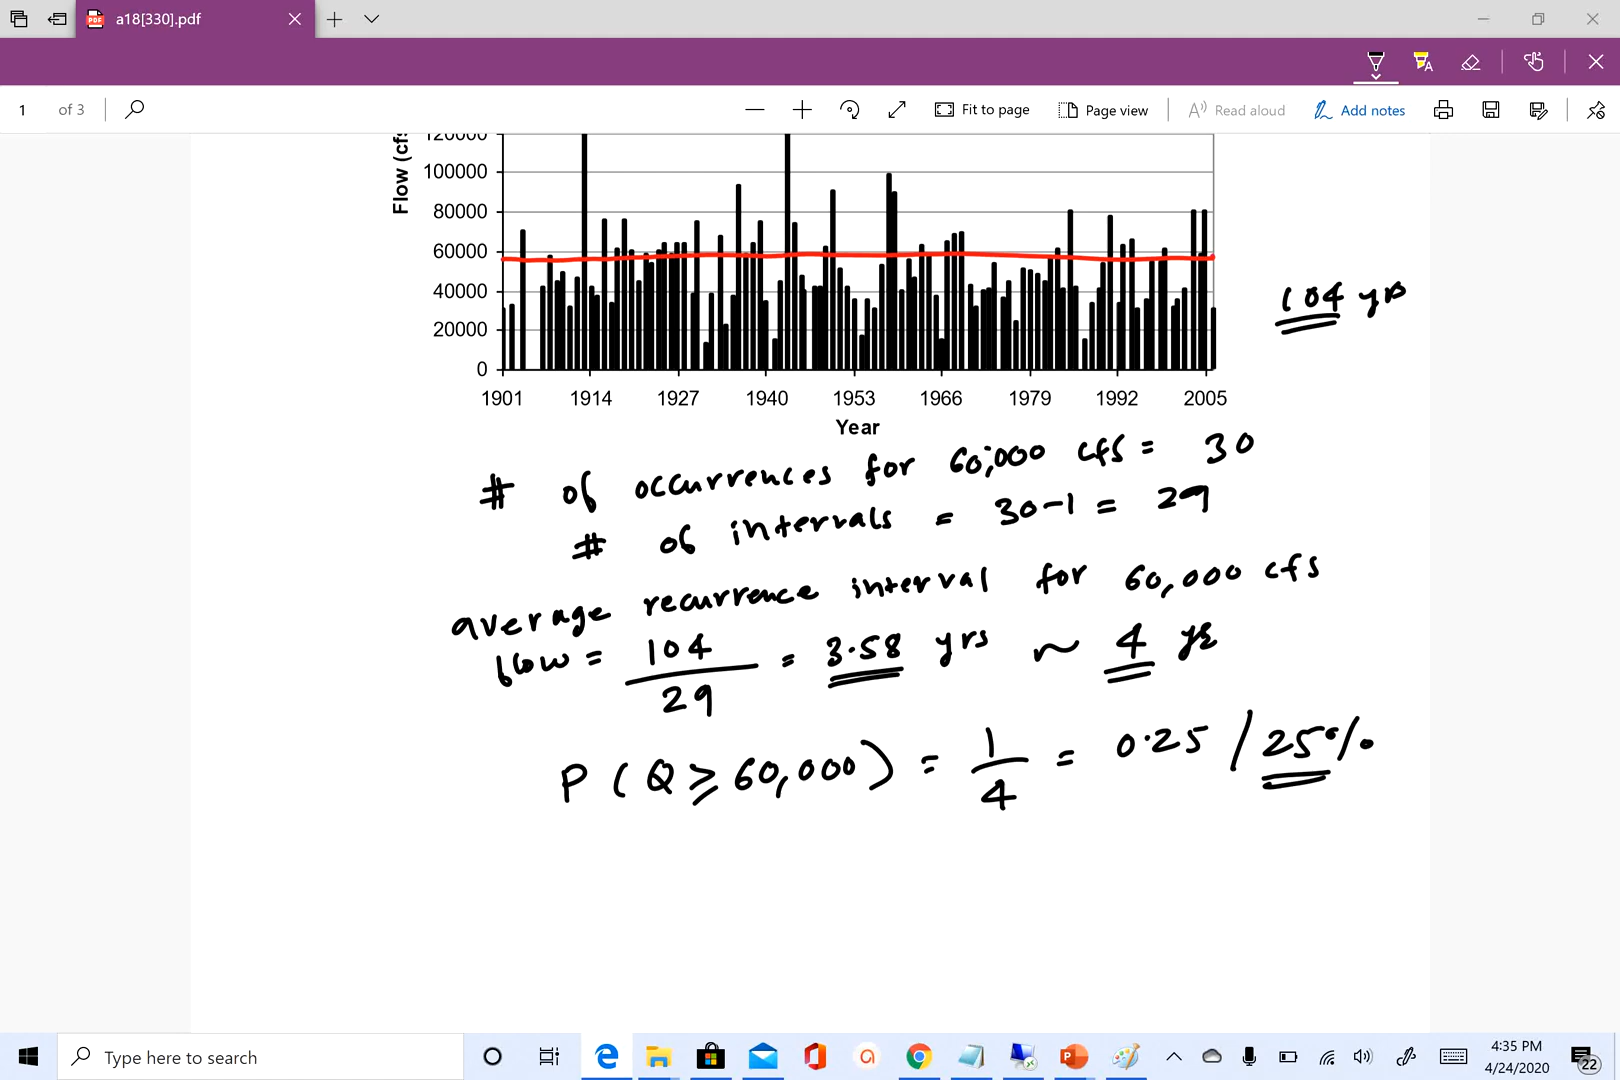 a18[330].pdf
1 of 3
Fit to page
Page view
Read aloud
Add notes
Flow (cfs
120000
100000
80000
60000
40000
20000
0
1901 1914 1927 1940 1953 1966 1979 1992 2005
Year
104 yrs
# of occurrences for 60,000 cfs = 30
# of intervals = 30-1 = 29
average recurrence interval for 60,000 cfs
flow = 104/29 = 3.58 yrs ~ 4 yrs
P(Q ≥ 60,000) = 1/4 = 0.25 / 25%
Type here to search
4:35 PM
4/24/2020
22